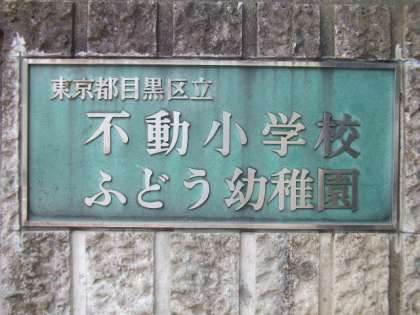 東京都目黒区立
不動小学校
ふどう幼稚園